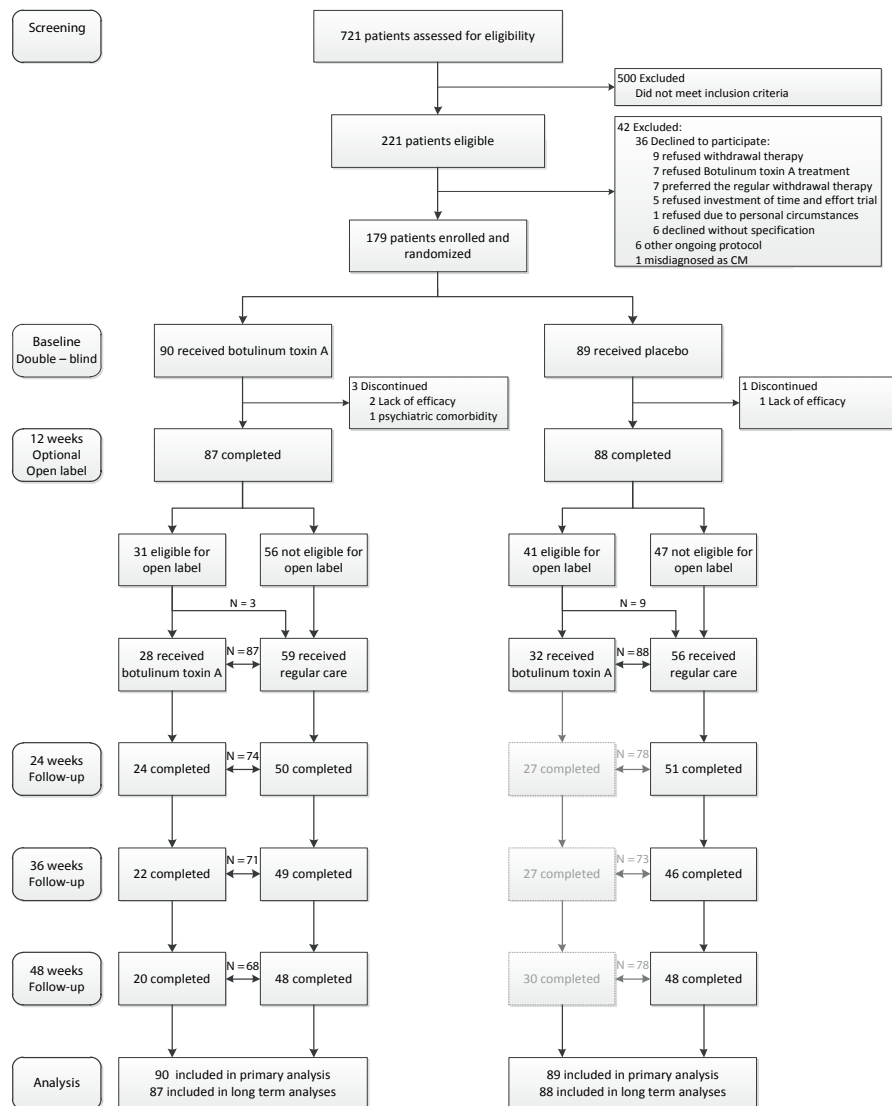 Screening
721 patients assessed for eligibility
500 Excluded
Did not meet inclusion criteria
221 patients eligible
42 Excluded:
36 Declined to participate:
9 refused withdrawal therapy
7 refused Botulinum toxin A treatment
7 preferred the regular withdrawal therapy
5 refused investment of time and effort trial
1 refused due to personal circumstances
6 declined without specification
6 other ongoing protocol
1 misdiagnosed as CM
179 patients enrolled and
randomized
Baseline
Double – blind
90 received botulinum toxin A
89 received placebo
3 Discontinued
2 Lack of efficacy
1 psychiatric comorbidity
1 Discontinued
1 Lack of efficacy
12 weeks
Optional
Open label
87 completed
88 completed
31 eligible for
open label
56 not eligible for
open label
41 eligible for
open label
47 not eligible for
open label
N = 3
N = 9
28 received
botulinum toxin A
N = 87
59 received
regular care
32 received
botulinum toxin A
N = 88
56 received
regular care
24 weeks
Follow-up
24 completed
N = 74
50 completed
27 completed
N = 78
51 completed
36 weeks
Follow-up
22 completed
N = 71
49 completed
27 completed
N = 73
46 completed
48 weeks
Follow-up
20 completed
N = 68
48 completed
30 completed
N = 78
48 completed
Analysis
90 included in primary analysis
87 included in long term analyses
89 included in primary analysis
88 included in long term analyses